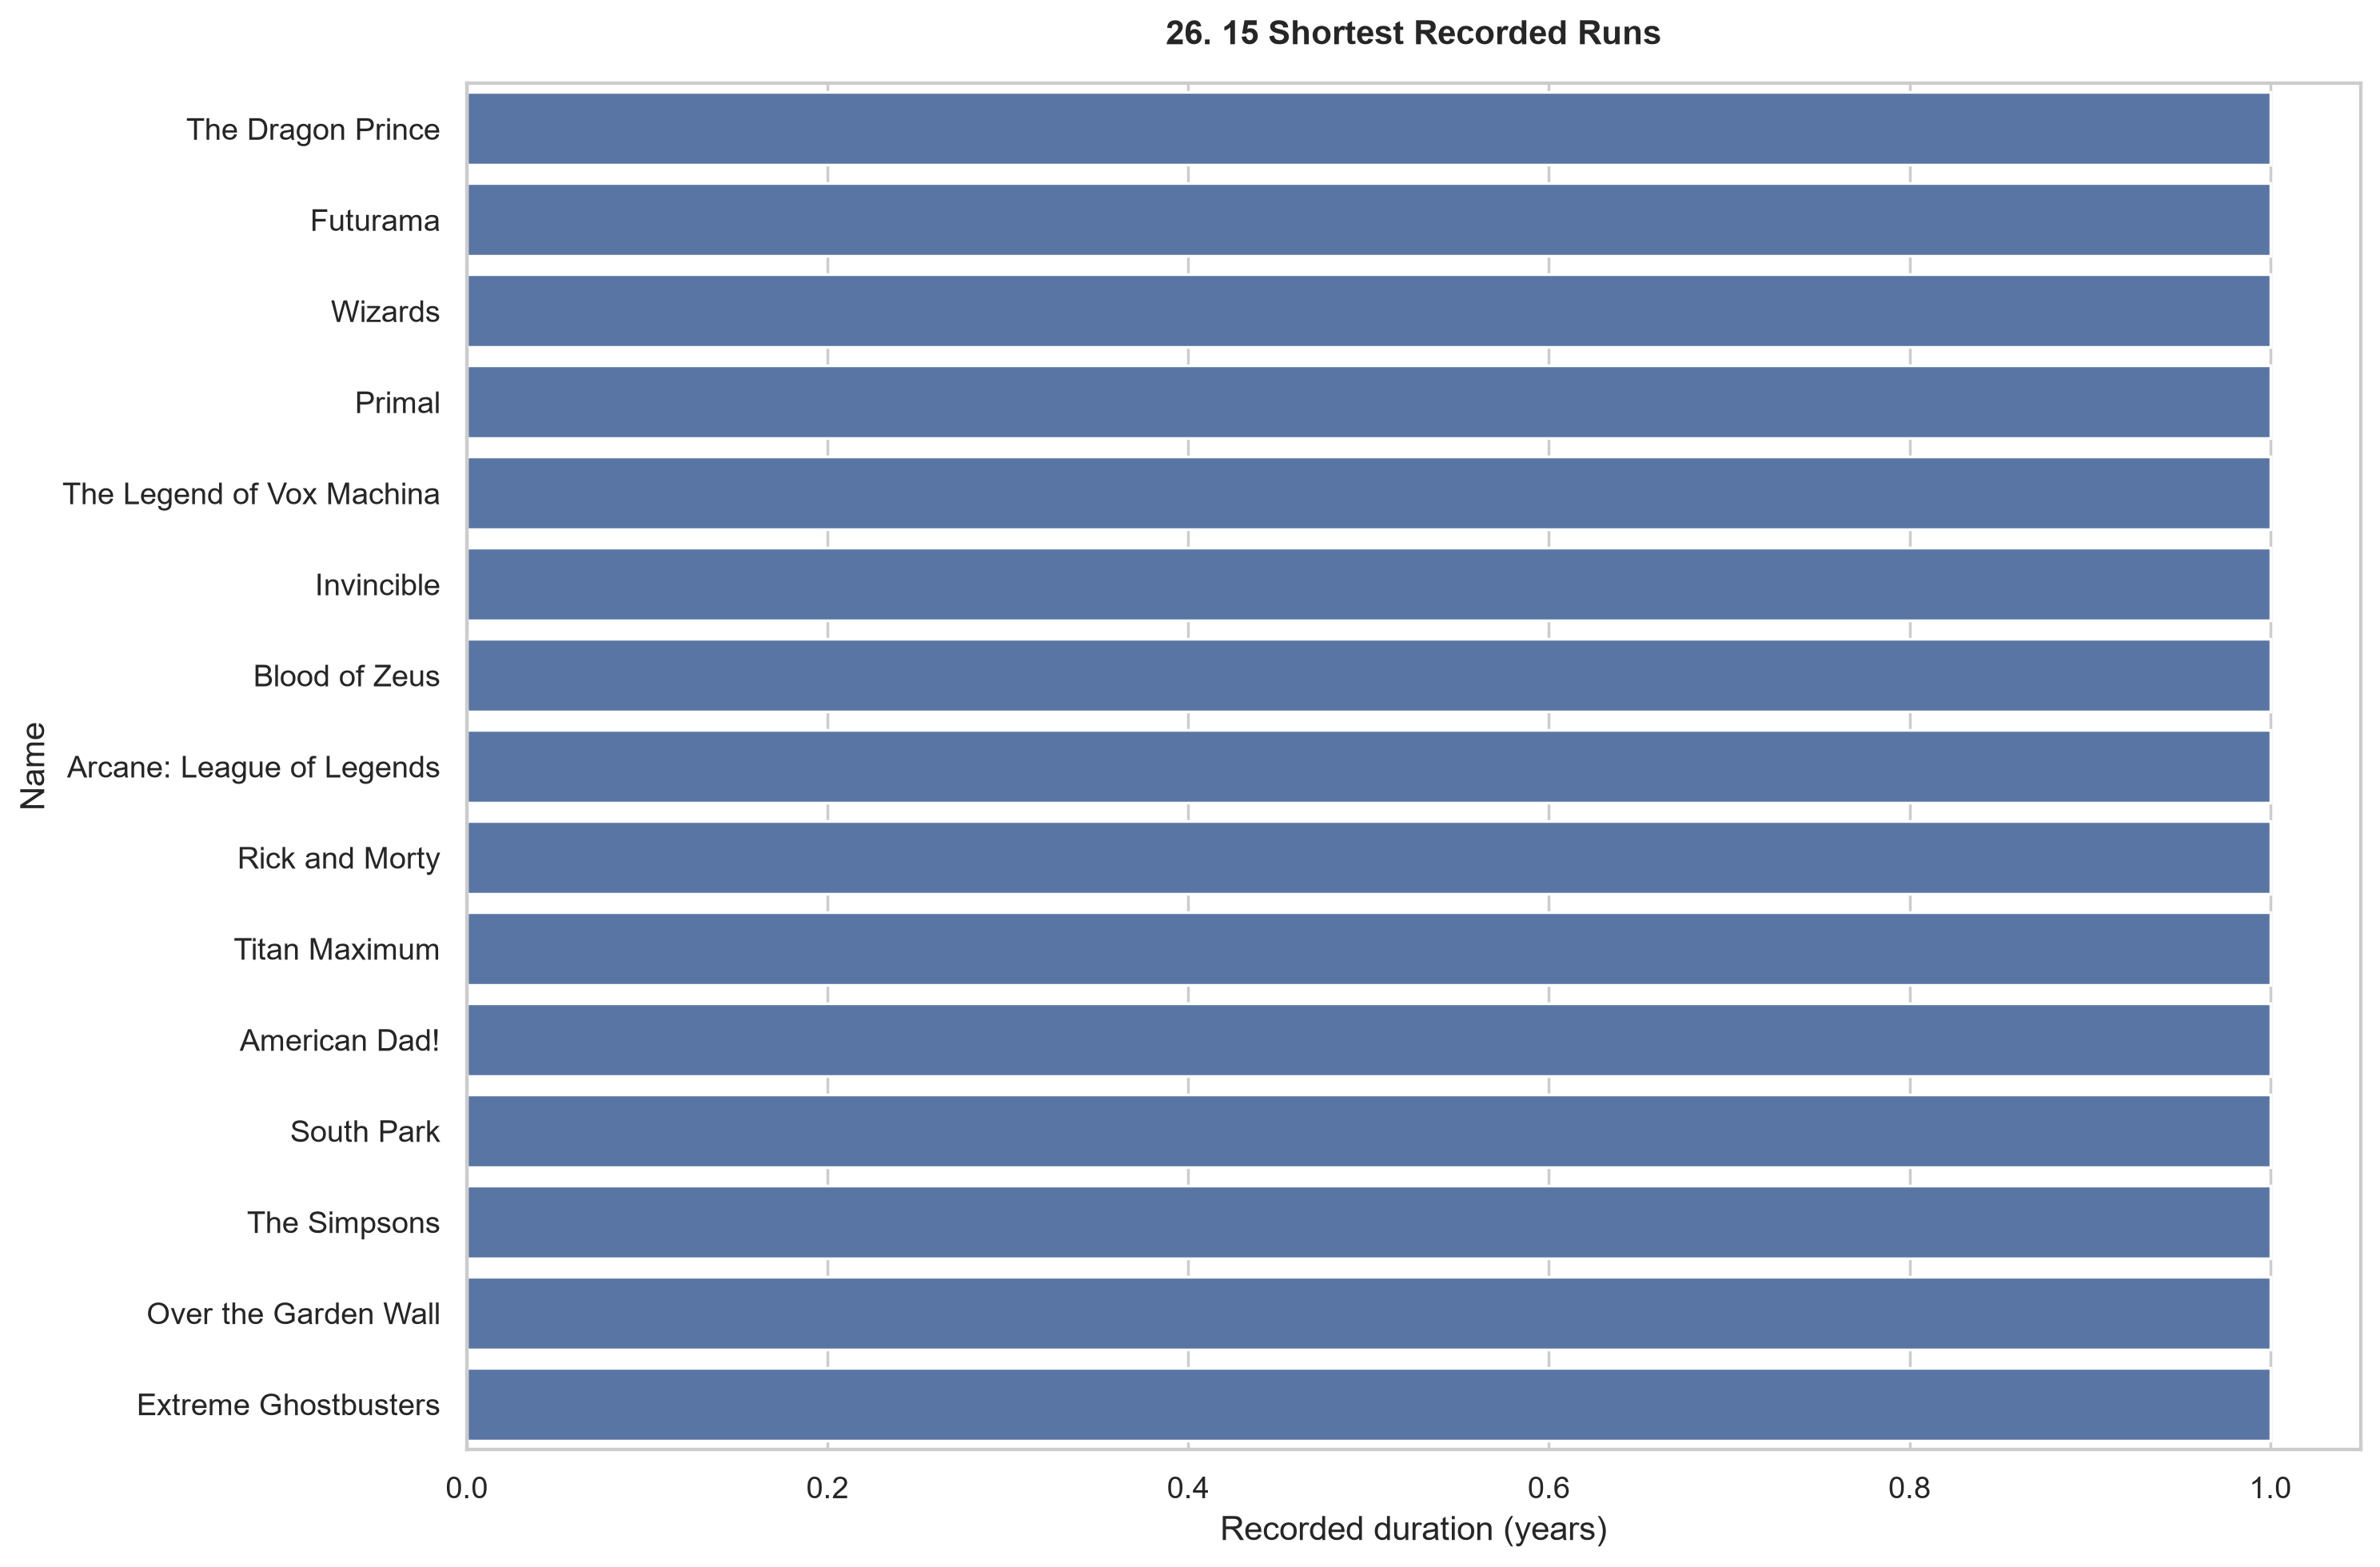 26. 15 Shortest Recorded Runs
The Dragon Prince
Futurama
Wizards
Primal
The Legend of Vox Machina
Invincible
Blood of Zeus
Arcane: League of Legends
Rick and Morty
Titan Maximum
American Dad!
South Park
The Simpsons
Over the Garden Wall
Extreme Ghostbusters
Name
0.0 0.2 0.4 0.6 0.8 1.0
Recorded duration (years)